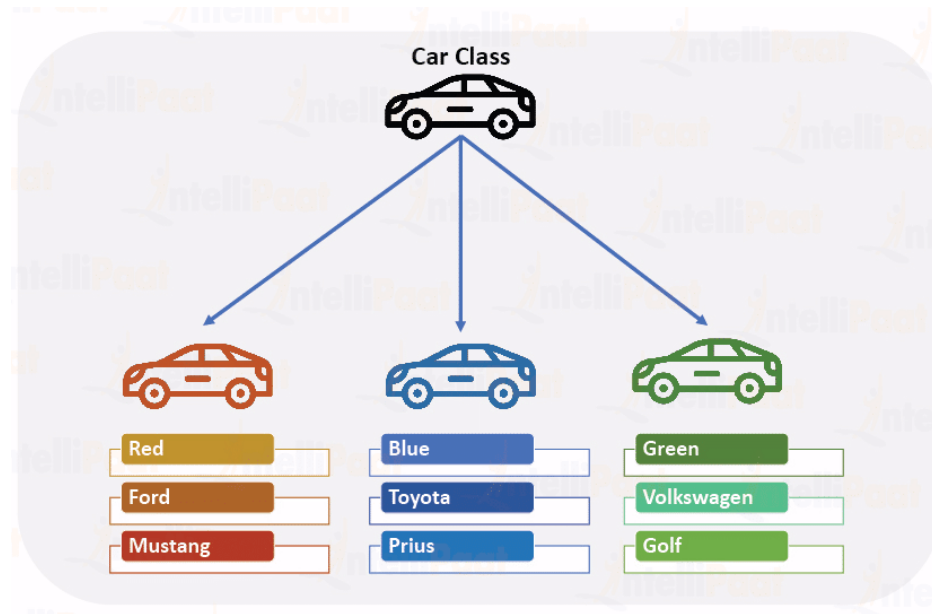 Car Class
Red
Ford
Mustang
Blue
Toyota
Prius
Green
Volkswagen
Golf